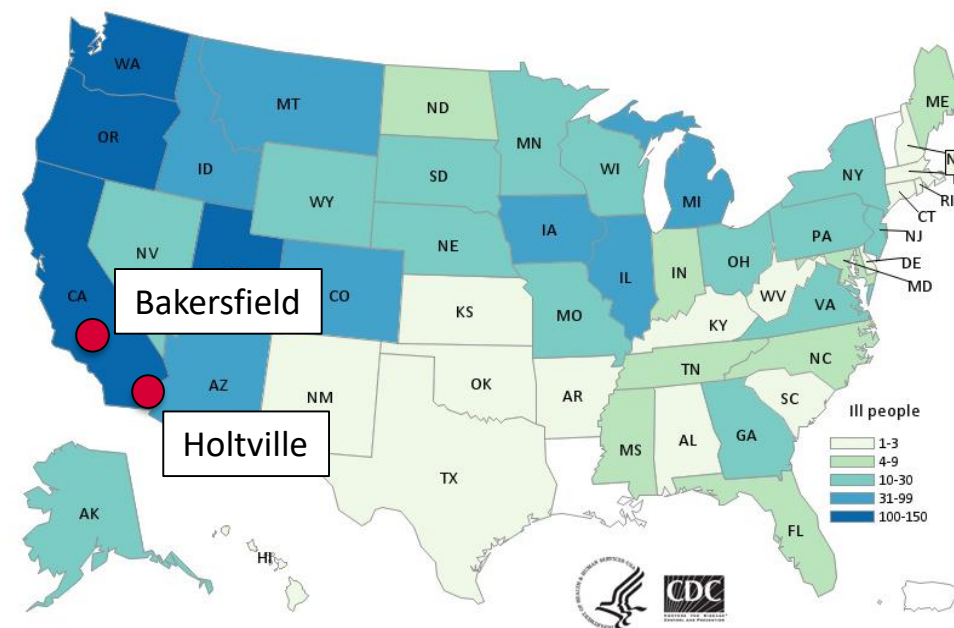 WA
OR
CA
NV
ID
MT
WY
CO
AZ
NM
ND
SD
NE
KS
OK
TX
MN
IA
MO
AR
WI
IL
MI
IN
OH
KY
TN
MS
AL
GA
FL
SC
NC
VA
WV
PA
NY
ME
N
RI
CT
NJ
DE
MD
AK
HI
Bakersfield
Holtville
Ill people
1-3
4-9
10-30
31-99
100-150
CDC